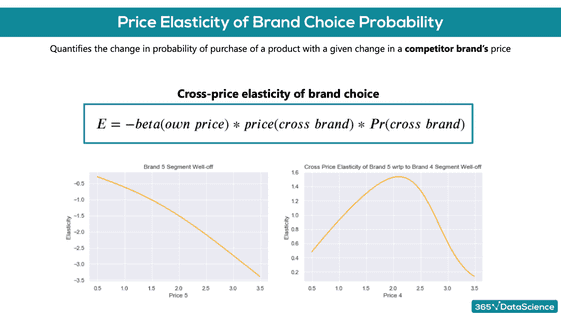 Price Elasticity of Brand Choice Probability
Quantifies the change in probability of purchase of a product with a given change in a competitor brand's price
Cross-price elasticity of brand choice
E = −beta(own price) ∗ price(cross brand) ∗ Pr(cross brand)
Brand 5 Segment Well-off
−0.5
−1.0
−1.5
−2.0
−2.5
−3.0
−3.5
Elasticity
0.5 1.0 1.5 2.0 2.5 3.0 3.5
Price 5
Cross Price Elasticity of Brand 5 wrtp to Brand 4 Segment Well-off
1.6
1.4
1.2
1.0
0.8
0.6
0.4
0.2
Elasticity
0.5 1.0 1.5 2.0 2.5 3.0 3.5
Price 4
365√DataScience